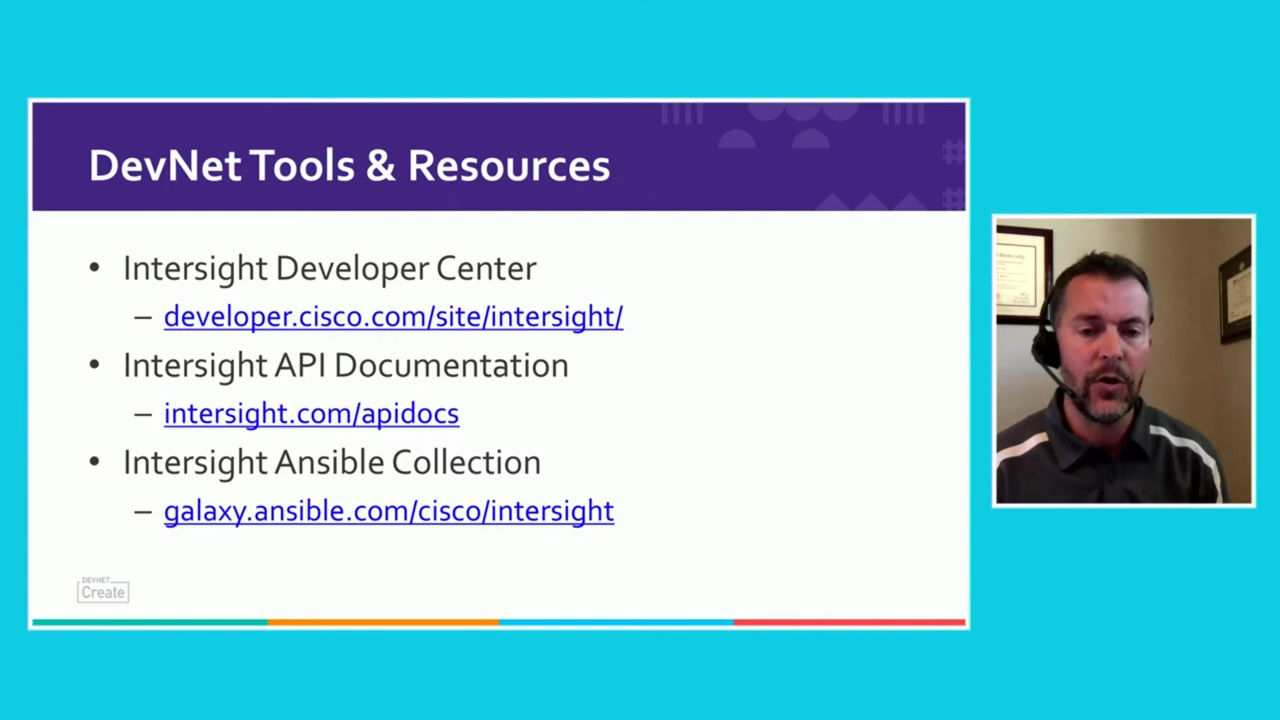 DevNet Tools & Resources
• Intersight Developer Center
– developer.cisco.com/site/intersight/
• Intersight API Documentation
– intersight.com/apidocs
• Intersight Ansible Collection
– galaxy.ansible.com/cisco/intersight
DEVNET
Create